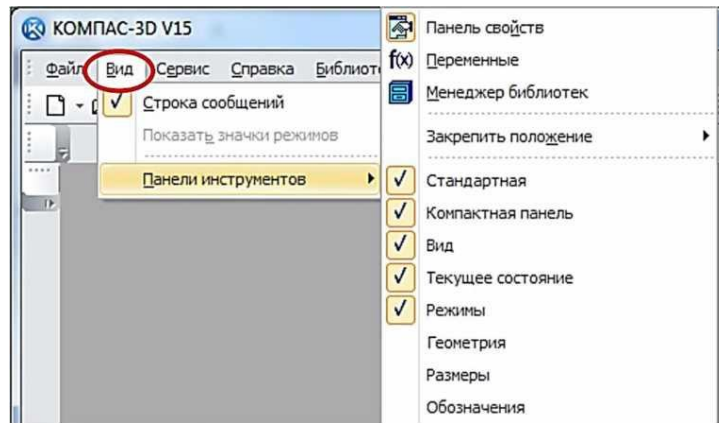 КОМПАС-3D V15
Файл Вид Сервис Справка Библиот
Строка сообщений
Показать значки режимов
Панели инструментов
Панель свойств
f(x) Переменные
Менеджер библиотек
Закрепить положение
Стандартная
Компактная панель
Вид
Текущее состояние
Режимы
Геометрия
Размеры
Обозначения